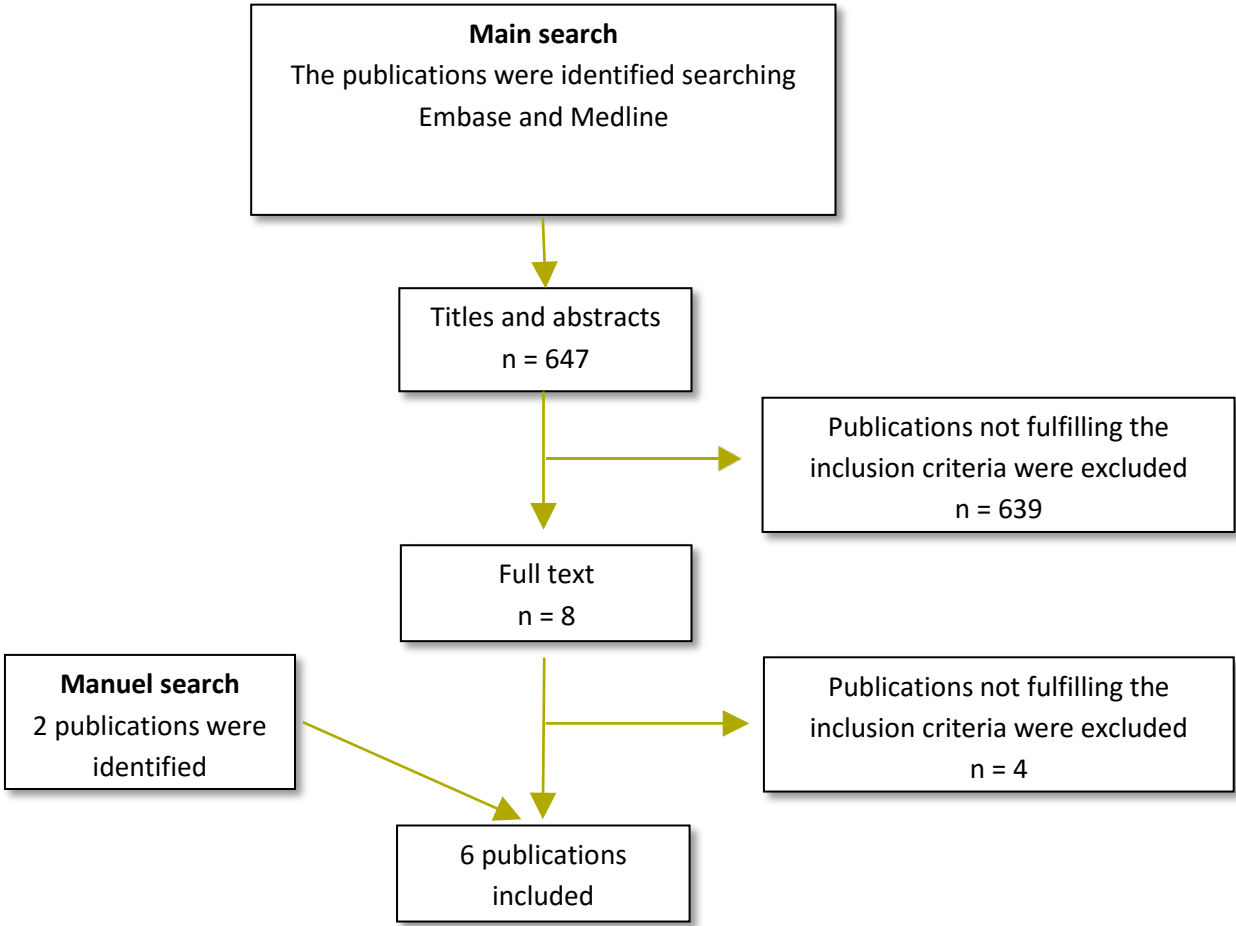 Main search
The publications were identified searching
Embase and Medline
Titles and abstracts
n = 647
Publications not fulfilling the
inclusion criteria were excluded
n = 639
Full text
n = 8
Manuel search
2 publications were
identified
Publications not fulfilling the
inclusion criteria were excluded
n = 4
6 publications
included